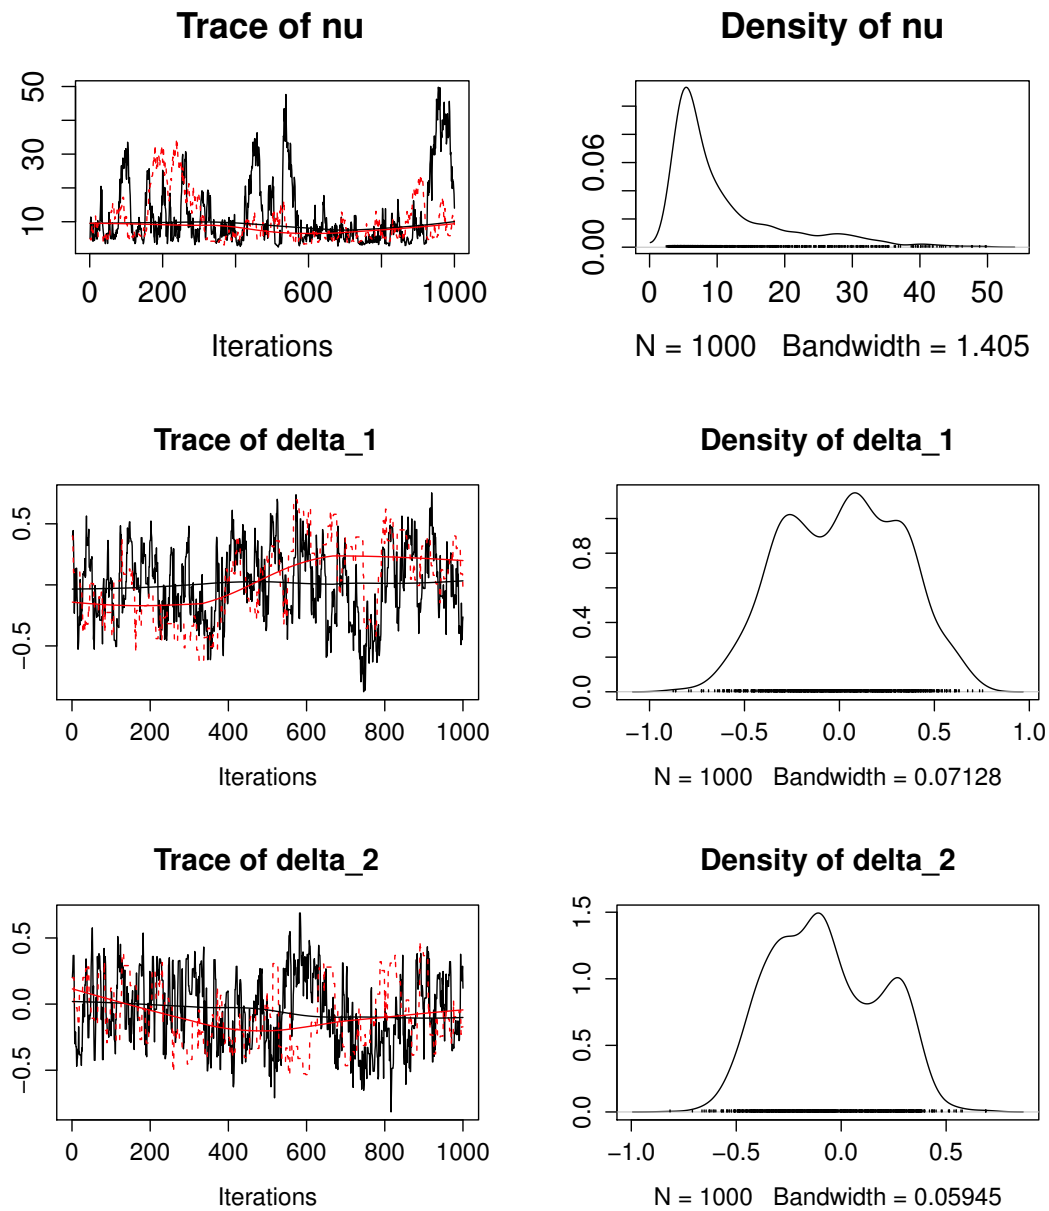 Trace of nu
Density of nu
50
30
10
0 200 600 1000
Iterations
0.06
0.00
0 10 20 30 40 50
N = 1000 Bandwidth = 1.405
Trace of delta_1
Density of delta_1
0.5
−0.5
0 200 400 600 800 1000
Iterations
0.8
0.4
0.0
−1.0 −0.5 0.0 0.5 1.0
N = 1000 Bandwidth = 0.07128
Trace of delta_2
Density of delta_2
0.5
0.0
−0.5
0 200 400 600 800 1000
Iterations
1.5
1.0
0.5
0.0
−1.0 −0.5 0.0 0.5
N = 1000 Bandwidth = 0.05945